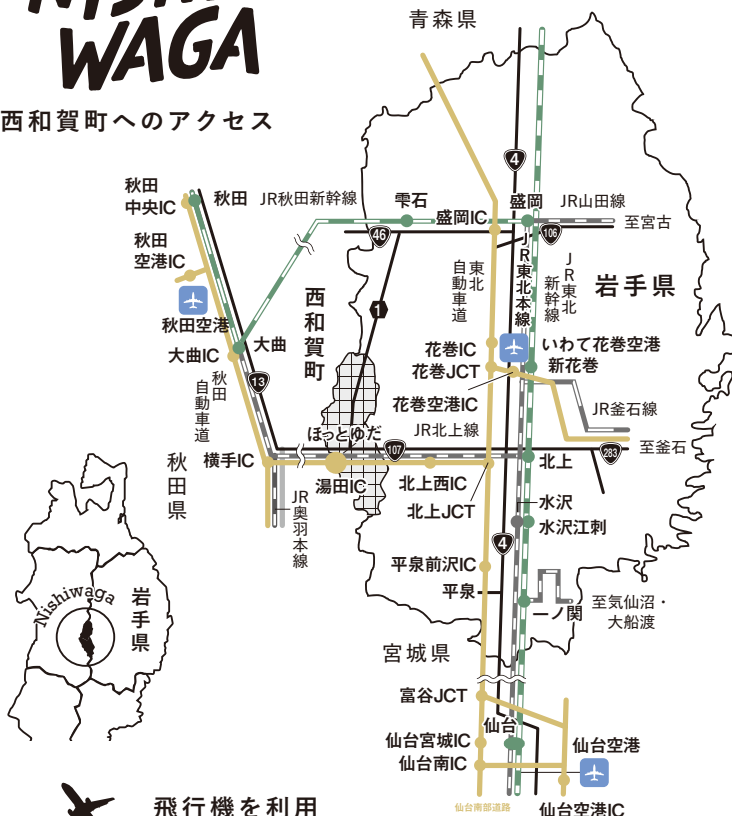 NISHI
WAGA
西和賀町へのアクセス
青森県
4
秋田
中央IC
秋田
JR秋田新幹線
雫石
盛岡
JR山田線
盛岡IC
至宮古
46
106
秋田
空港IC
秋田空港
JR東北本線
東北
自動車道
JR東北
新幹線
岩手県
西和賀町
1
大曲IC
大曲
花巻IC
いわて花巻空港
花巻JCT
新花巻
13
秋田
自動車道
花巻空港IC
JR釜石線
ほっとゆだ
JR北上線
107
至釜石
283
横手IC
北上
秋田県
湯田IC
北上西IC
北上JCT
JR奥羽本線
水沢
水沢江刺
4
平泉前沢IC
平泉
一ノ関
至気仙沼・
大船渡
Nishiwaga
岩手県
宮城県
富谷JCT
仙台
仙台宮城IC
仙台空港
仙台南IC
仙台南部道路
仙台空港IC
飛行機を利用